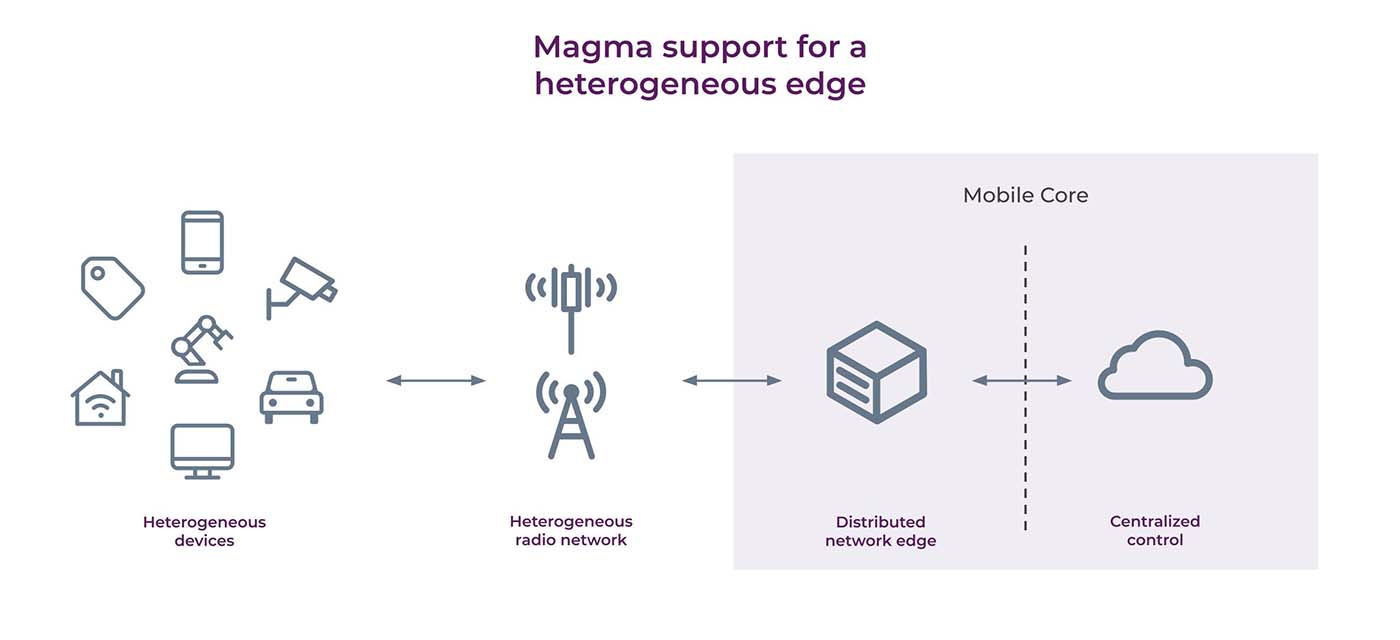 Magma support for a
heterogeneous edge
Mobile Core
Heterogeneous
devices
Heterogeneous
radio network
Distributed
network edge
Centralized
control